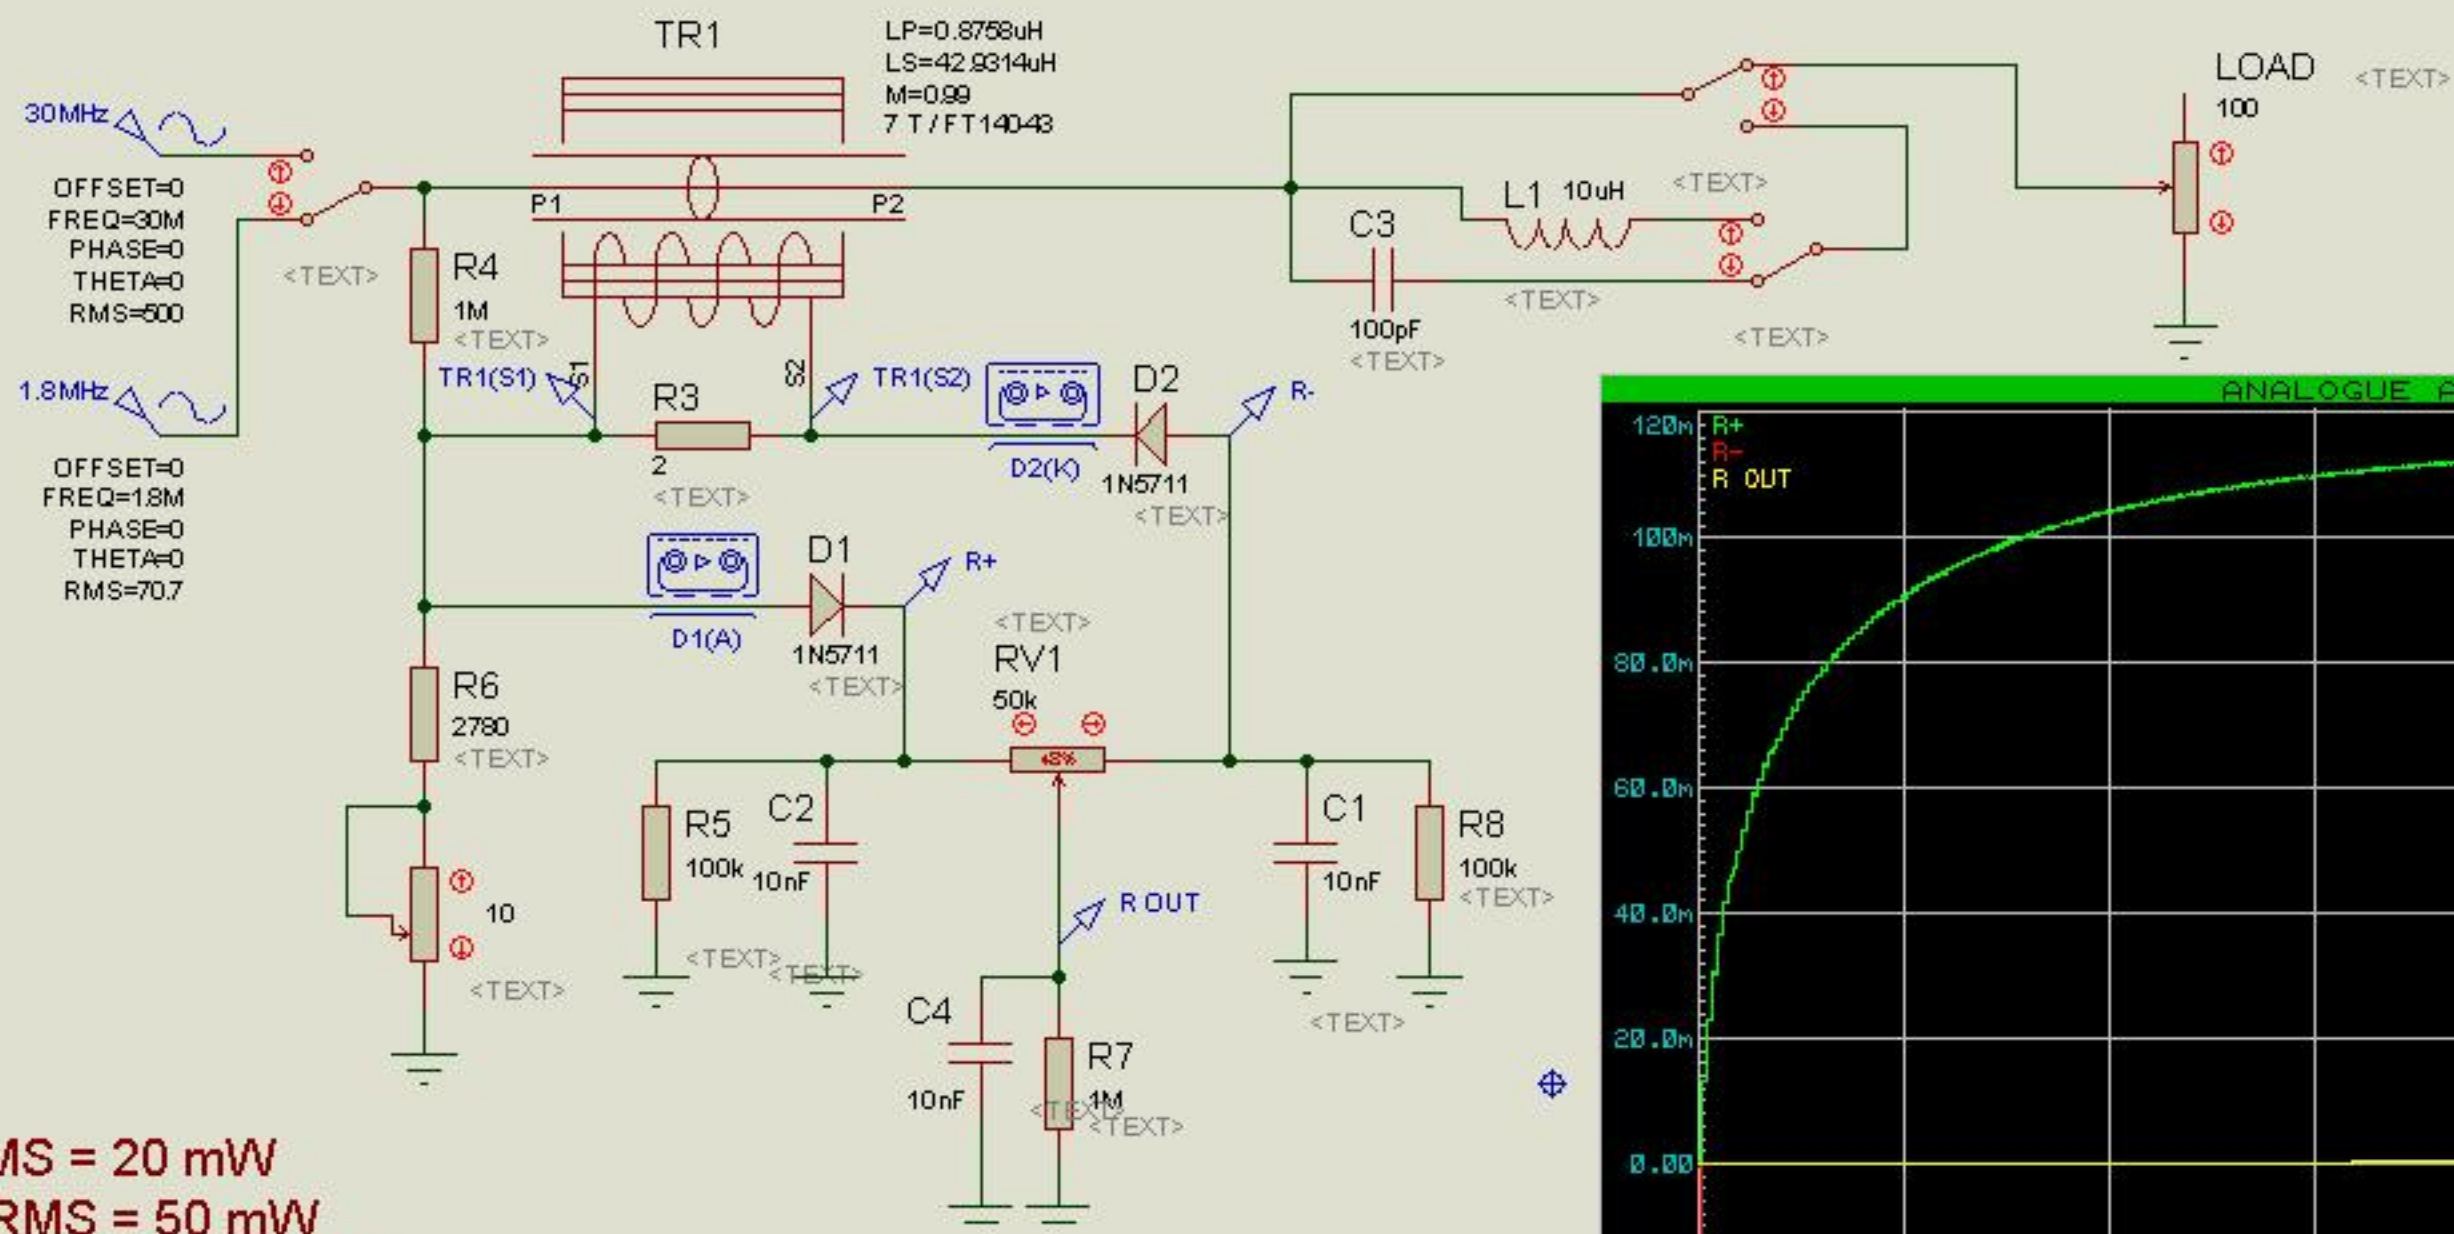 TR1
LP=0.8758uH
LS=42.9314uH
M=0.99
7 T / FT140-43
P1
P2
S1
S2
30MHz
OFFSET=0
FREQ=30M
PHASE=0
THETA=0
RMS=500
<TEXT>
1.8MHz
OFFSET=0
FREQ=1.8M
PHASE=0
THETA=0
RMS=70.7
R4
1M
<TEXT>
TR1(S1)
R3
2
<TEXT>
TR1(S2)
D2(K)
D2
1N5711
<TEXT>
R-
L1 10uH
<TEXT>
C3
100pF
<TEXT>
<TEXT>
<TEXT>
LOAD
100
<TEXT>
D1(A)
D1
1N5711
<TEXT>
R+
<TEXT>
RV1
50k
R6
2780
<TEXT>
10
<TEXT>
R5
100k
<TEXT>
C2
10nF
<TEXT>
C1
10nF
<TEXT>
R8
100k
<TEXT>
R OUT
C4
10nF
R7
1M
<TEXT>
<TEXT>
MS = 20 mW
RMS = 50 mW
ANALOGUE A
R+
R-
R OUT
120m
100m
80.0m
60.0m
40.0m
20.0m
0.00